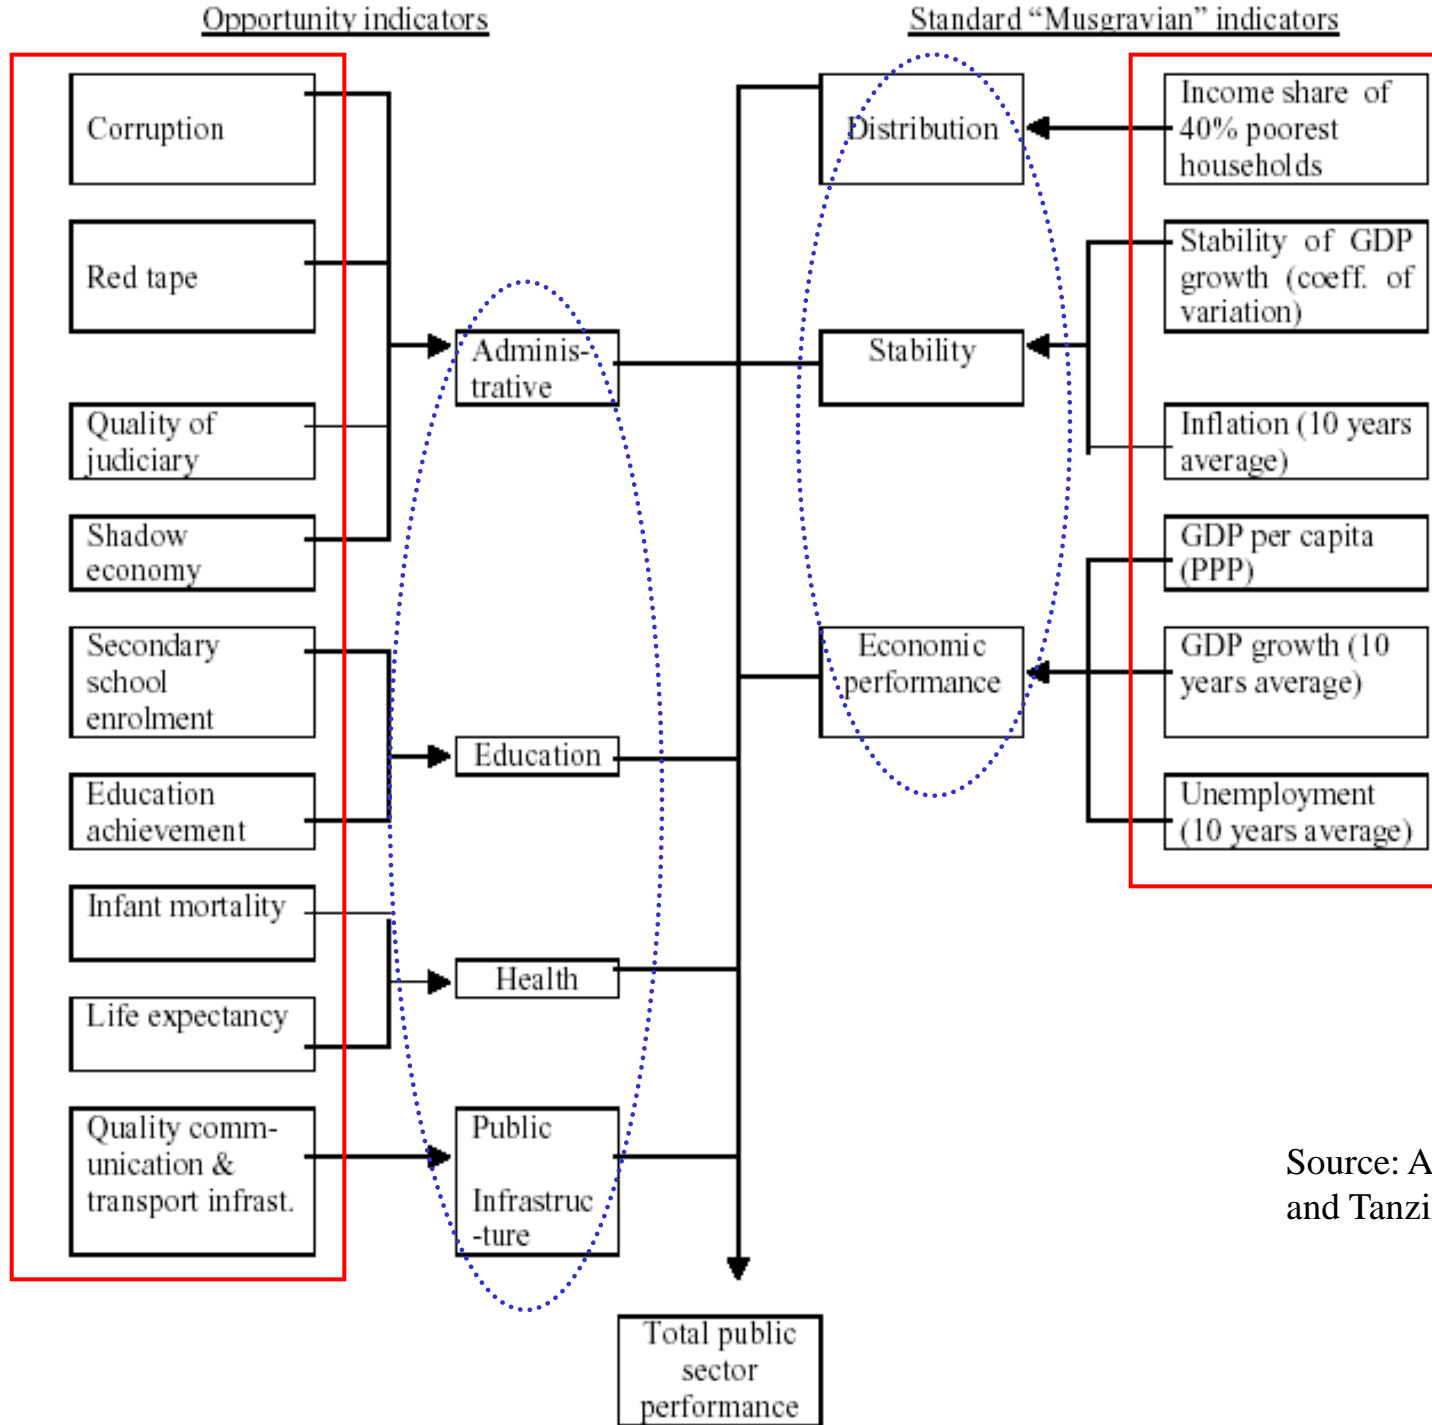 Opportunity indicators
Standard “Musgravian” indicators
Corruption
Red tape
Quality of
judiciary
Shadow
economy
Secondary
school
enrolment
Education
achievement
Infant mortality
Life expectancy
Quality comm-
unication &
transport infrast.
Adminis-
trative
Education
Health
Public
Infrastruc
-ture
Distribution
Stability
Economic
performance
Income share of
40% poorest
households
Stability of GDP
growth (coeff. of
variation)
Inflation (10 years
average)
GDP per capita
(PPP)
GDP growth (10
years average)
Unemployment
(10 years average)
Source: A
and Tanzi
Total public
sector
performance